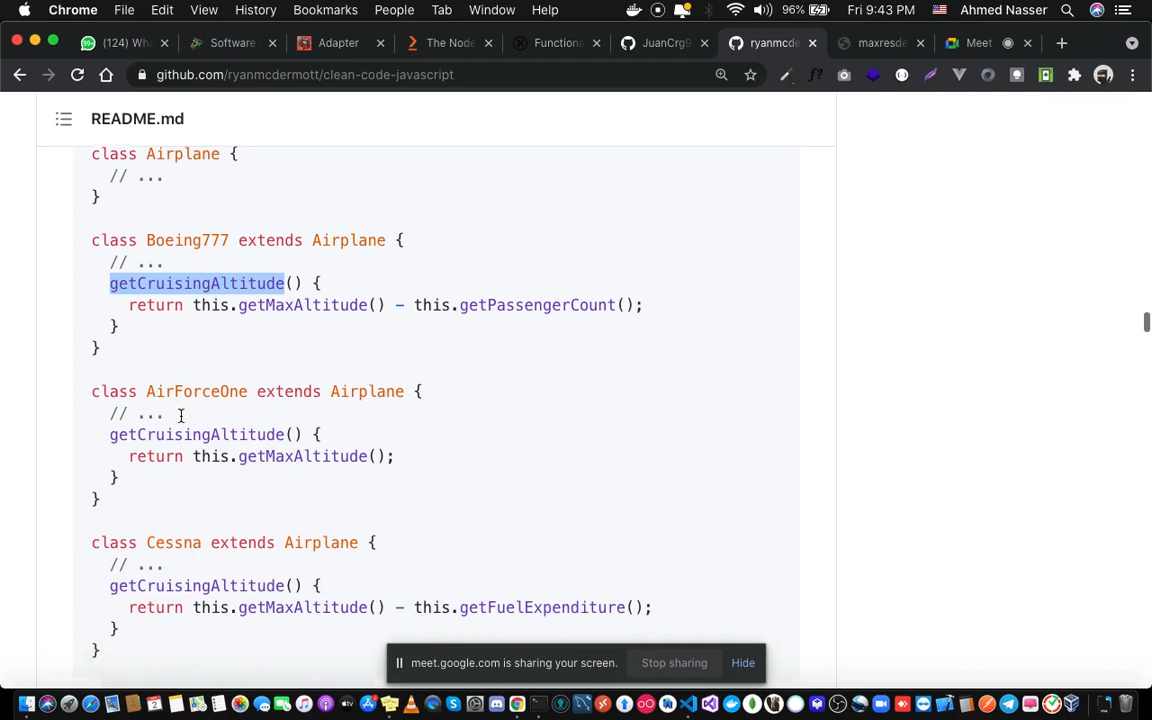 Chrome File Edit View History Bookmarks People Tab Window Help 96% Fri 9:43 PM Ahmed Nasser
(124) Wha Software Adapter The Node Functiona JuanCrg9 ryanmcde maxresde Meet
github.com/ryanmcdermott/clean-code-javascript
README.md
class Airplane {
// ...
}
class Boeing777 extends Airplane {
// ...
getCruisingAltitude() {
return this.getMaxAltitude() - this.getPassengerCount();
}
}
class AirForceOne extends Airplane {
// ...
getCruisingAltitude() {
return this.getMaxAltitude();
}
}
class Cessna extends Airplane {
// ...
getCruisingAltitude() {
return this.getMaxAltitude() - this.getFuelExpenditure();
}
}
meet.google.com is sharing your screen. Stop sharing Hide